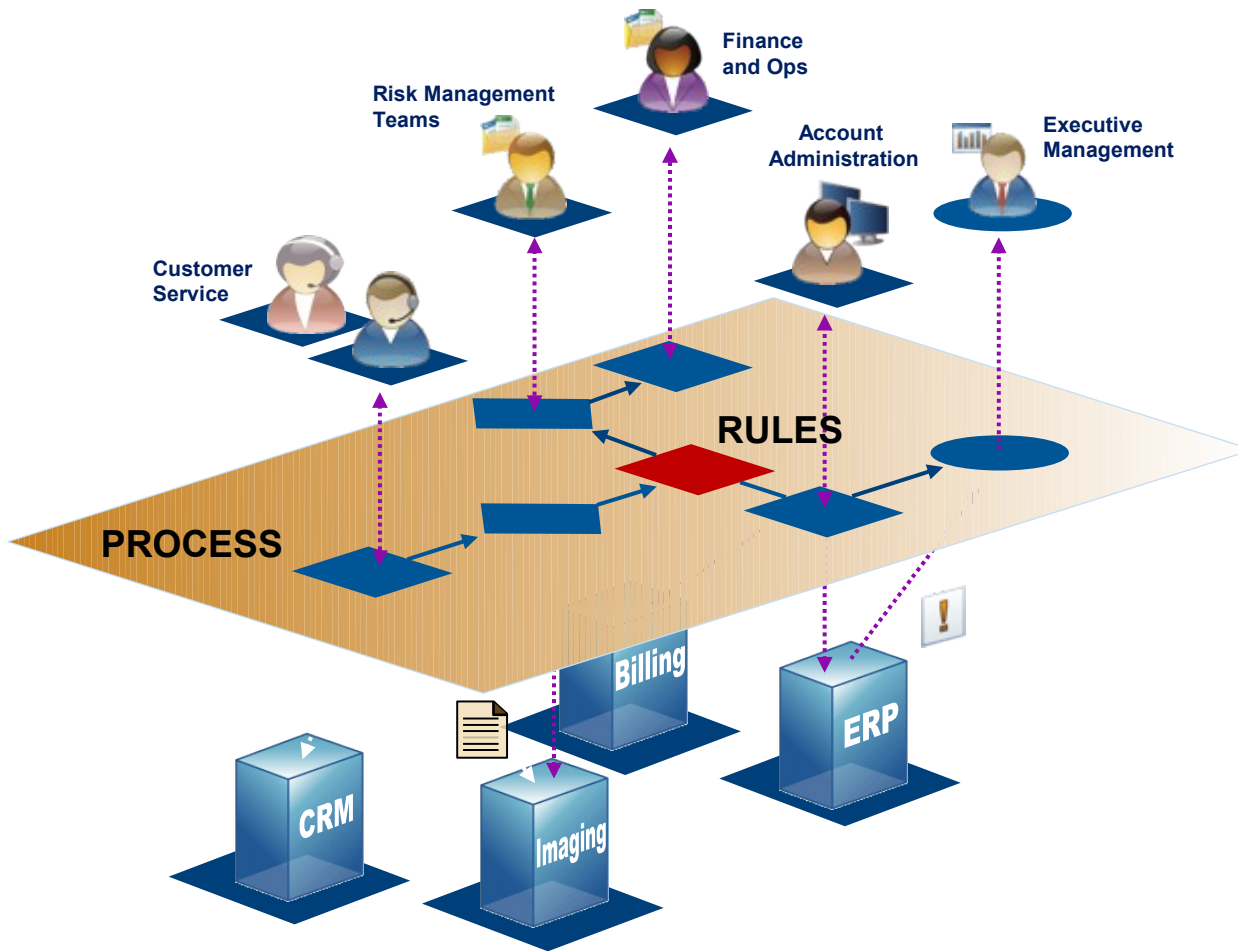 Finance
and Ops
Risk Management
Teams
Account
Administration
Executive
Management
Customer
Service
RULES
PROCESS
Billing
ERP
CRM
Imaging